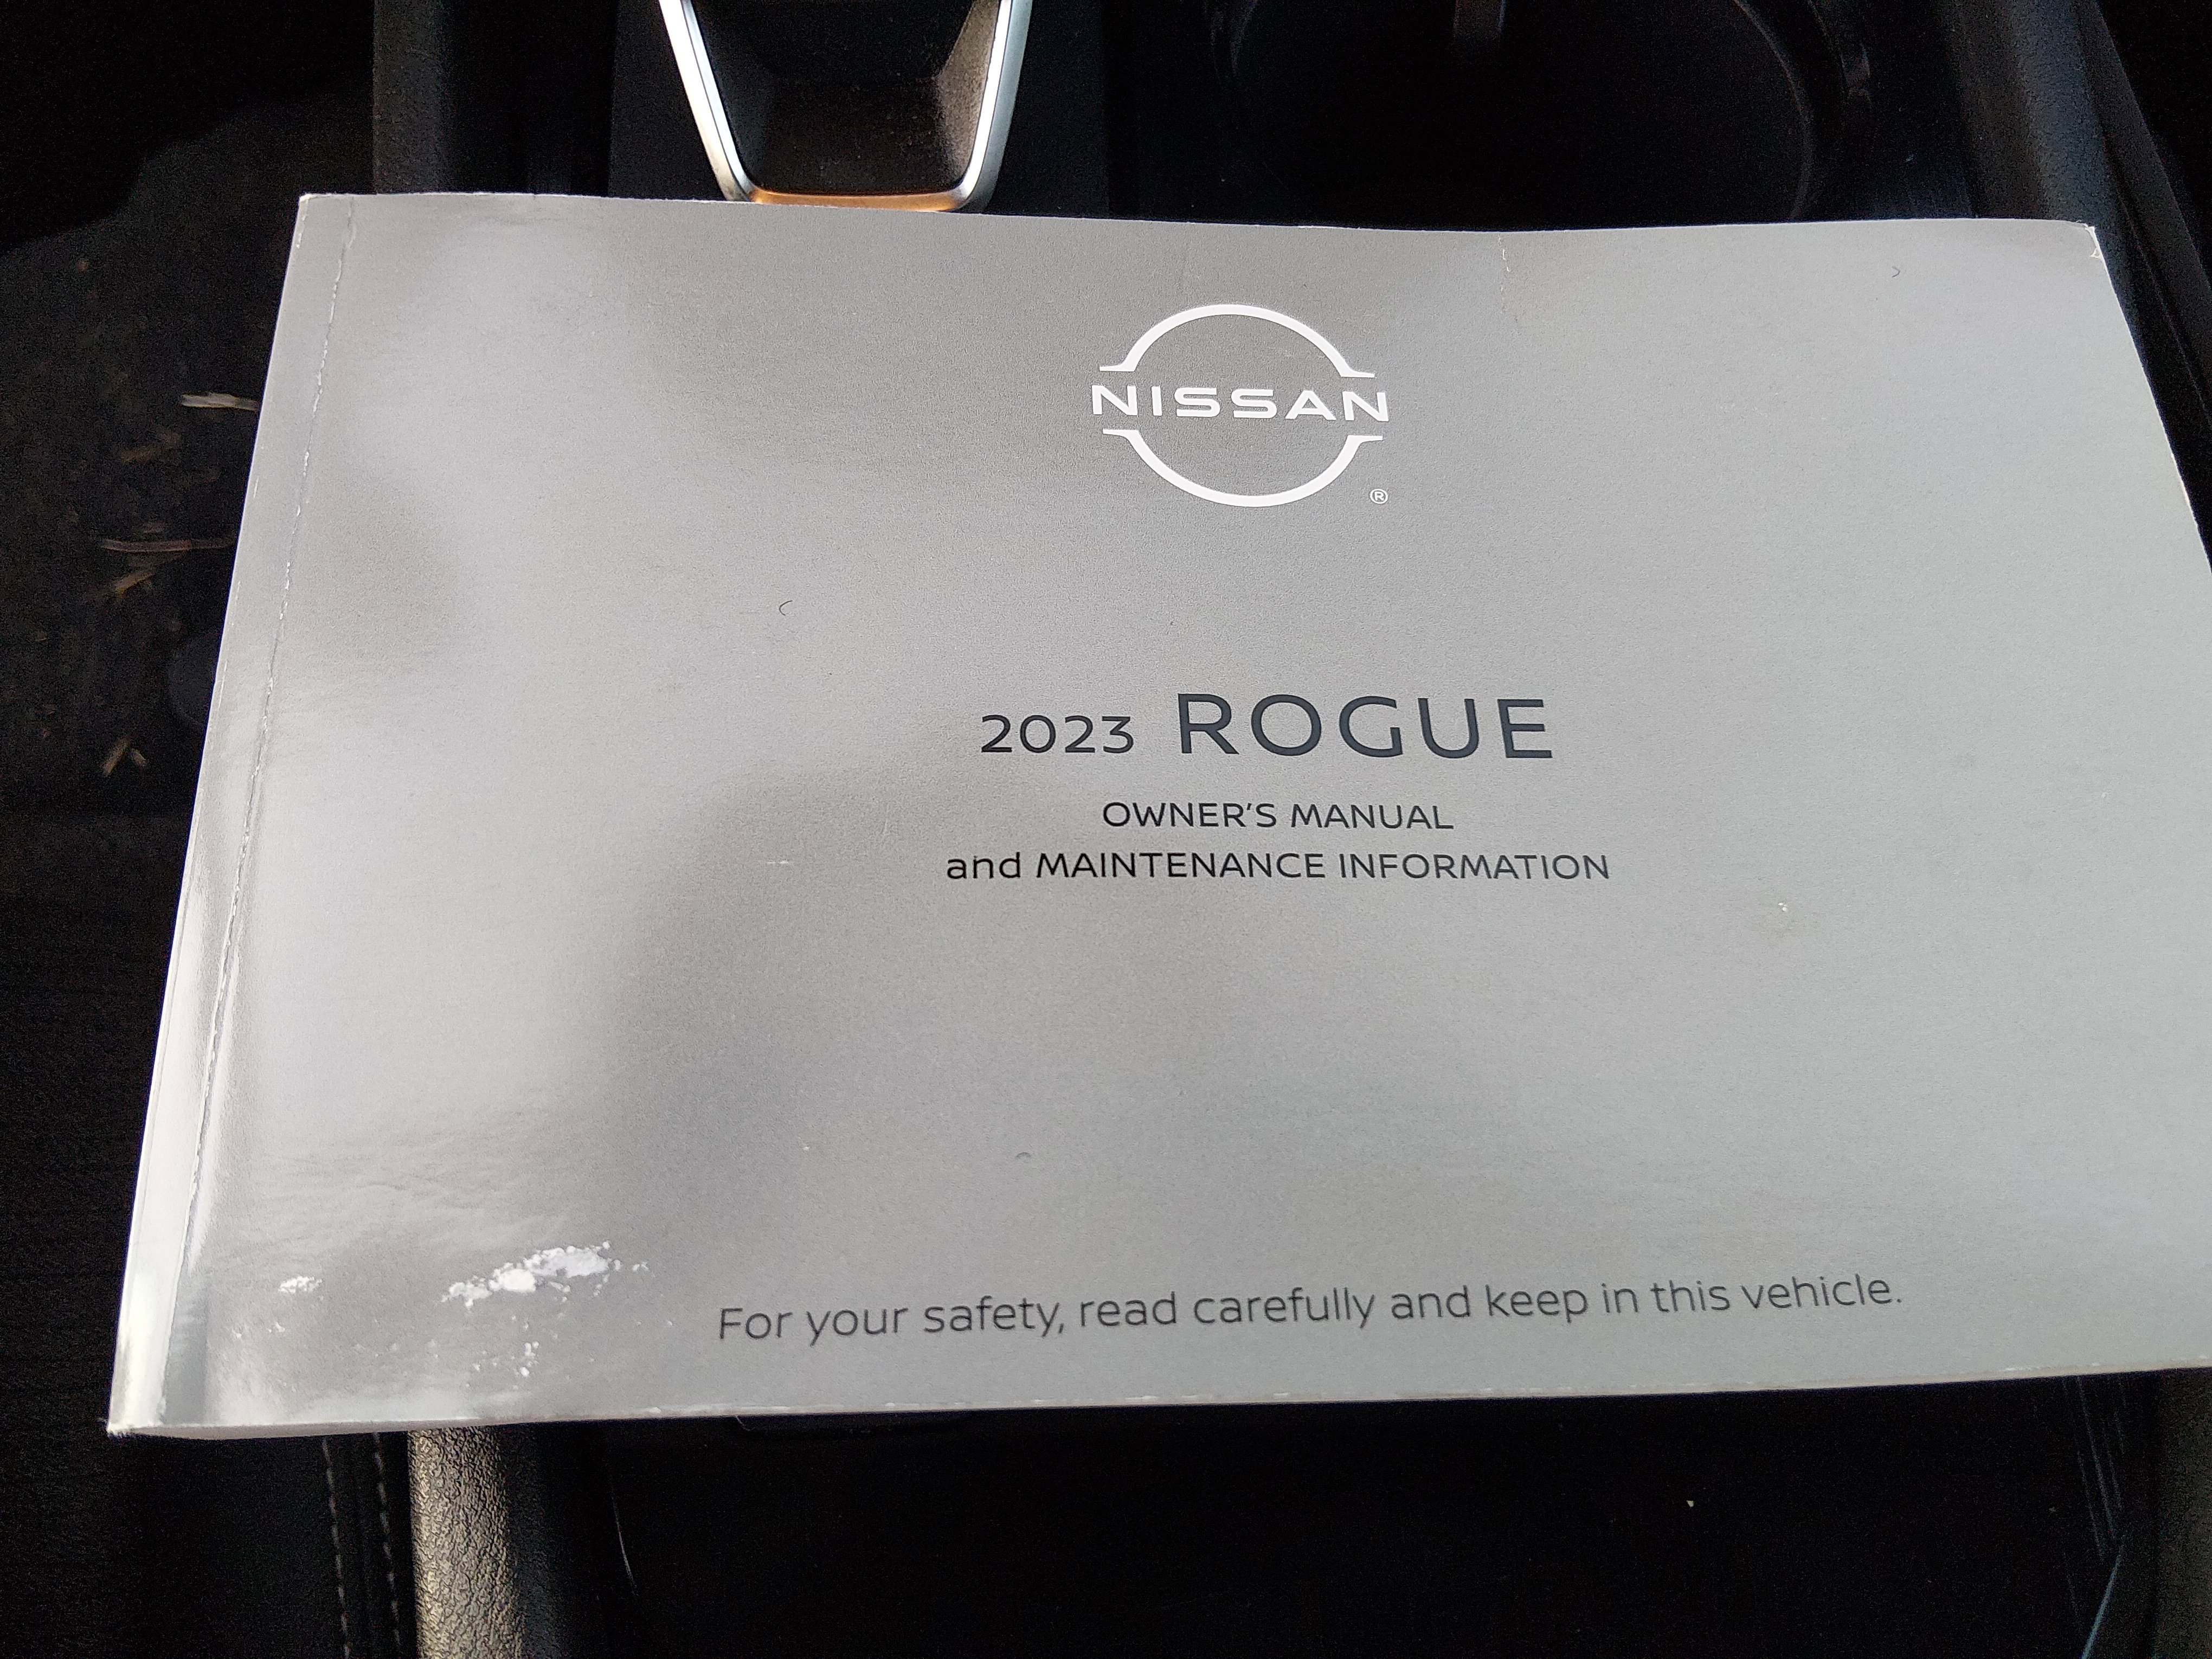 NISSAN
®
2023 ROGUE
OWNER'S MANUAL
and MAINTENANCE INFORMATION
For your safety, read carefully and keep in this vehicle.